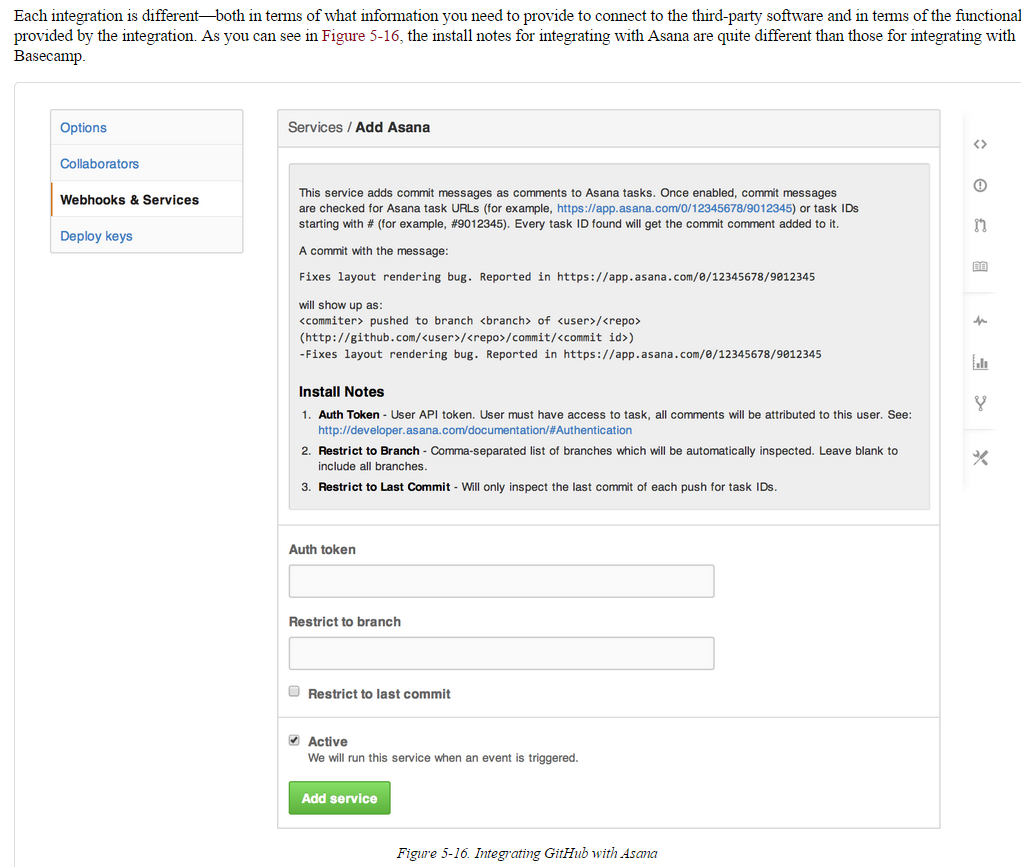 Each integration is different—both in terms of what information you need to provide to connect to the third-party software and in terms of the functional
provided by the integration. As you can see in Figure 5-16, the install notes for integrating with Asana are quite different than those for integrating with
Basecamp.
Options
Collaborators
Webhooks & Services
Deploy keys
Services / Add Asana
This service adds commit messages as comments to Asana tasks. Once enabled, commit messages
are checked for Asana task URLs (for example, https://app.asana.com/0/12345678/9012345) or task IDs
starting with # (for example, #9012345). Every task ID found will get the commit comment added to it.
A commit with the message:
Fixes layout rendering bug. Reported in https://app.asana.com/0/12345678/9012345
will show up as:
<commiter> pushed to branch <branch> of <user>/<repo>
(http://github.com/<user>/<repo>/commit/<commit id>)
-Fixes layout rendering bug. Reported in https://app.asana.com/0/12345678/9012345
Install Notes
1. Auth Token - User API token. User must have access to task, all comments will be attributed to this user. See:
http://developer.asana.com/documentation/#Authentication
2. Restrict to Branch - Comma-separated list of branches which will be automatically inspected. Leave blank to
include all branches.
3. Restrict to Last Commit - Will only inspect the last commit of each push for task IDs.
Auth token
Restrict to branch
Restrict to last commit
Active
We will run this service when an event is triggered.
Add service
Figure 5-16. Integrating GitHub with Asana